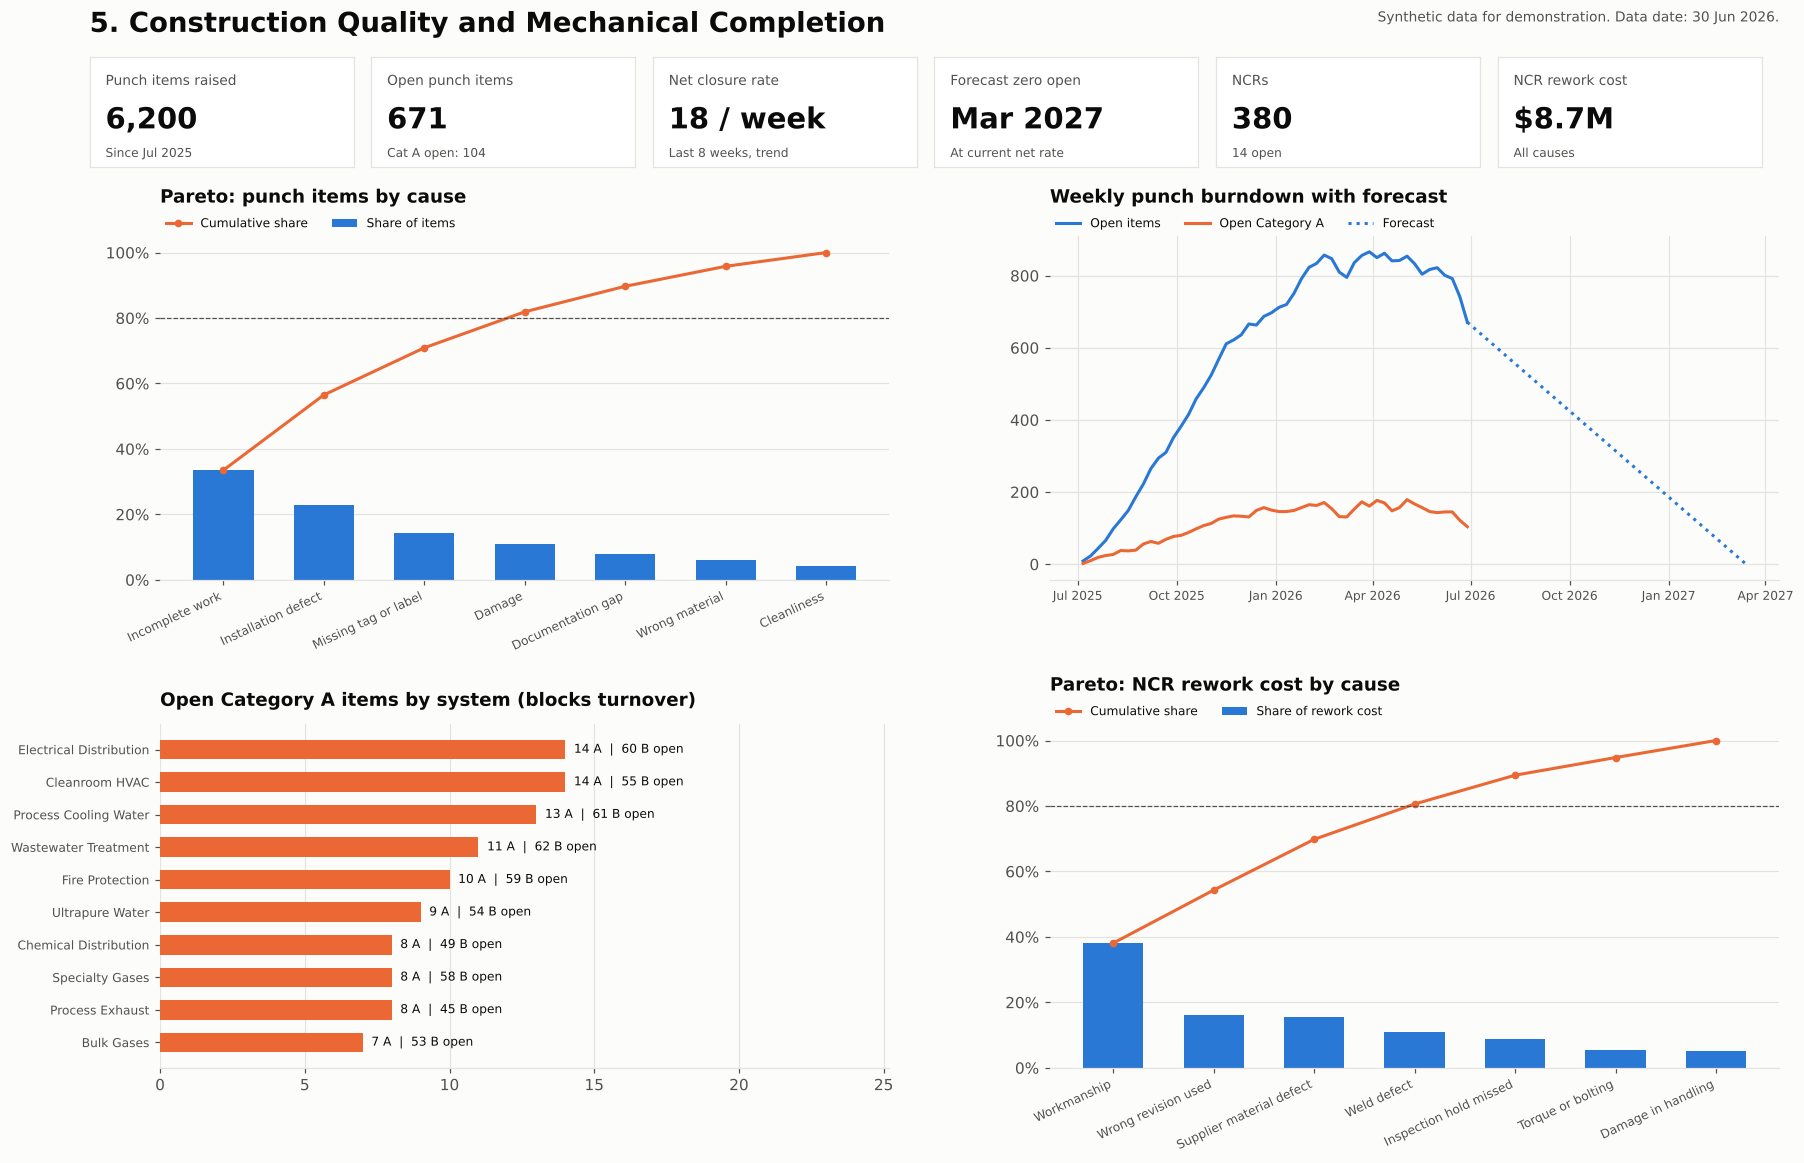 5. Construction Quality and Mechanical Completion
Synthetic data for demonstration. Data date: 30 Jun 2026.
Punch items raised
6,200
Since Jul 2025
Open punch items
671
Cat A open: 104
Net closure rate
18 / week
Last 8 weeks, trend
Forecast zero open
Mar 2027
At current net rate
NCRs
380
14 open
NCR rework cost
$8.7M
All causes
Pareto: punch items by cause
Cumulative share
Share of items
100%
80%
60%
40%
20%
0%
Incomplete work
Installation defect
Missing tag or label
Damage
Documentation gap
Wrong material
Cleanliness
Weekly punch burndown with forecast
Open items
Open Category A
Forecast
800
600
400
200
0
Jul 2025
Oct 2025
Jan 2026
Apr 2026
Jul 2026
Oct 2026
Jan 2027
Apr 2027
Open Category A items by system (blocks turnover)
Electrical Distribution
14 A | 60 B open
Cleanroom HVAC
14 A | 55 B open
Process Cooling Water
13 A | 61 B open
Wastewater Treatment
11 A | 62 B open
Fire Protection
10 A | 59 B open
Ultrapure Water
9 A | 54 B open
Chemical Distribution
8 A | 49 B open
Specialty Gases
8 A | 58 B open
Process Exhaust
8 A | 45 B open
Bulk Gases
7 A | 53 B open
0
5
10
15
20
25
Pareto: NCR rework cost by cause
Cumulative share
Share of rework cost
100%
80%
60%
40%
20%
0%
Workmanship
Wrong revision used
Supplier material defect
Weld defect
Inspection hold missed
Torque or bolting
Damage in handling